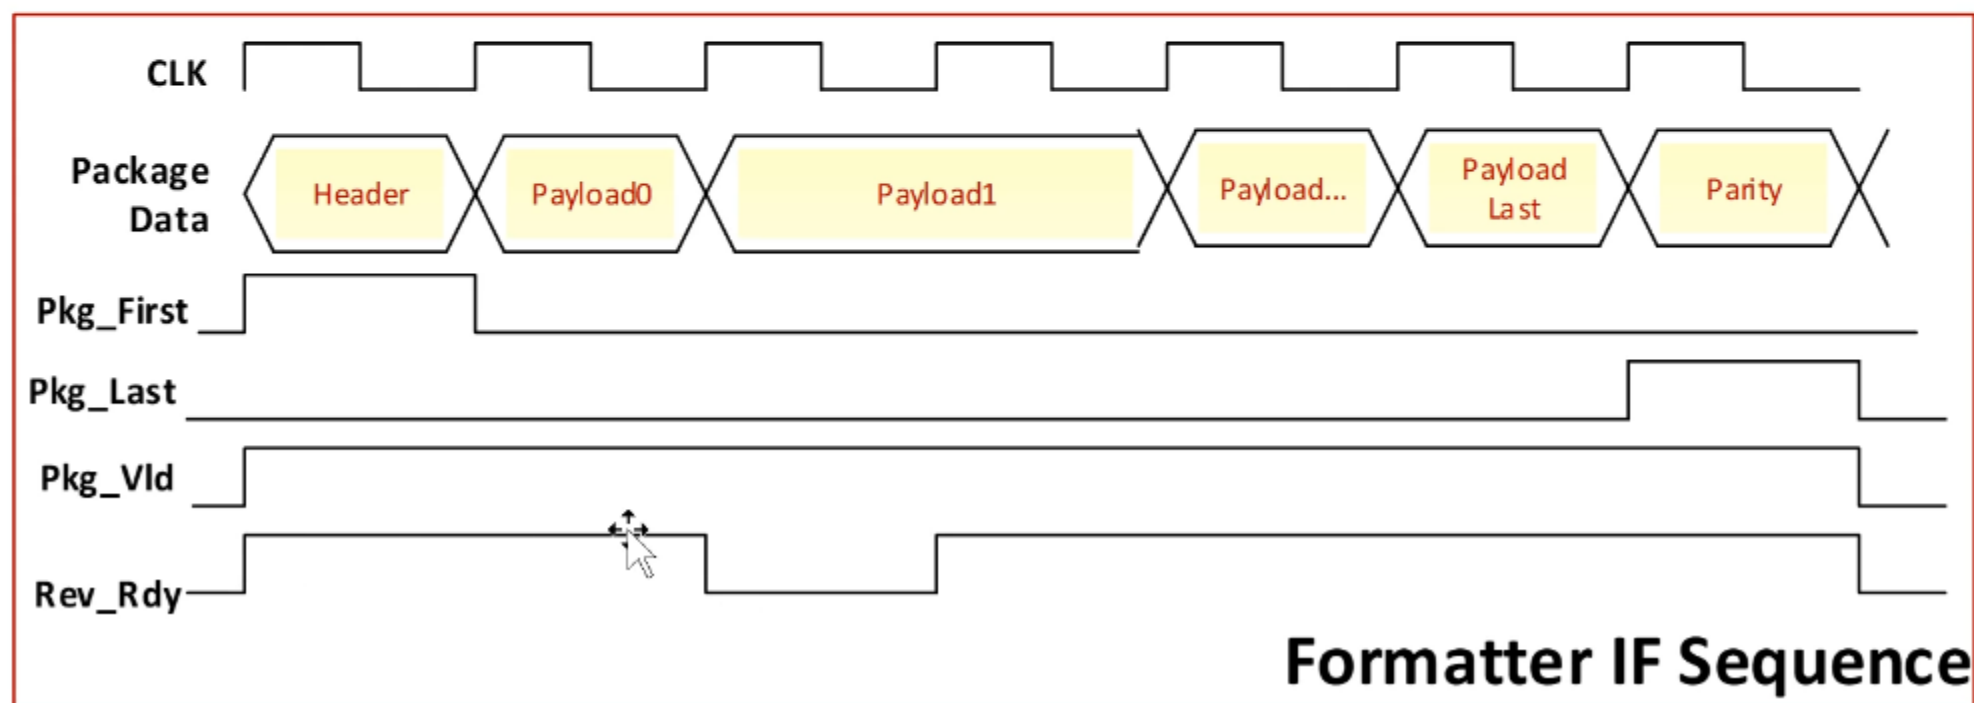 CLK
Package
Data
Header
Payload0
Payload1
Payload...
Payload
Last
Parity
Pkg_First
Pkg_Last
Pkg_Vld
Rev_Rdy
Formatter IF Sequence